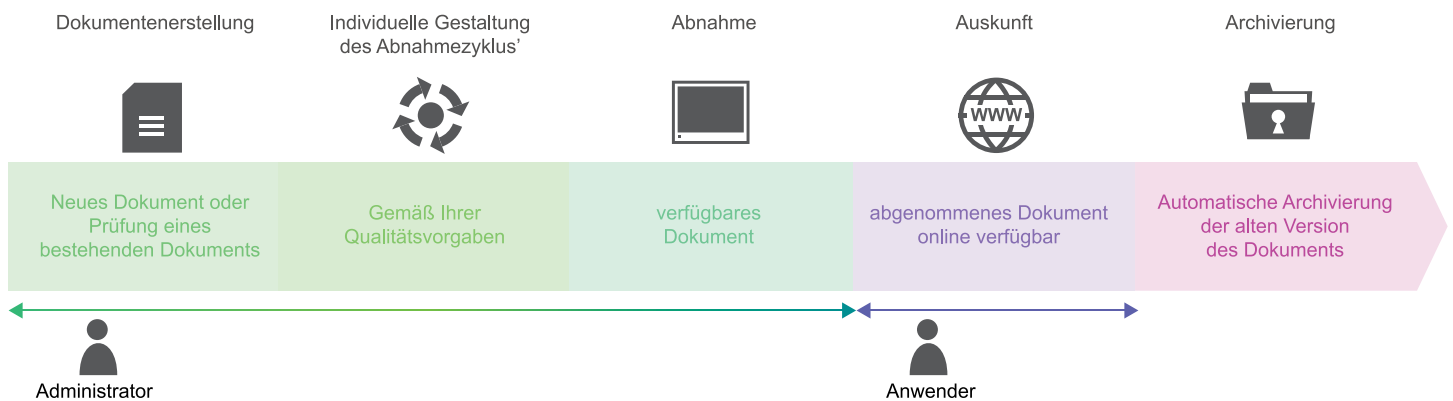 Dokumentenerstellung
Individuelle Gestaltung
des Abnahmezyklus’
Abnahme
Auskunft
Archivierung
www
Neues Dokument oder
Prüfung eines
bestehenden Dokuments
Gemäß Ihrer
Qualitätsvorgaben
verfügbares
Dokument
abgenommenes Dokument
online verfügbar
Automatische Archivierung
der alten Version
des Dokuments
Administrator
Anwender